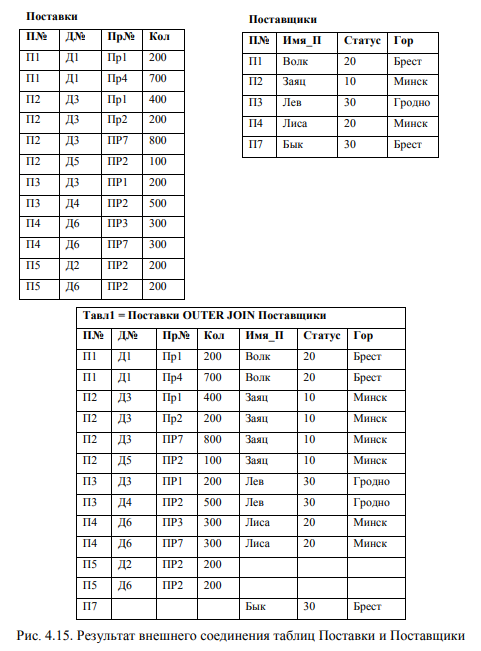 Поставки
П№ Д№ Пр№ Кол
П1 Д1 Пр1 200
П1 Д1 Пр4 700
П2 Д3 Пр1 400
П2 Д3 Пр2 200
П2 Д3 ПР7 800
П2 Д5 ПР2 100
П3 Д3 ПР1 200
П3 Д4 ПР2 500
П4 Д6 ПР3 300
П4 Д6 ПР7 300
П5 Д2 ПР2 200
П5 Д6 ПР2 200
Поставщики
П№ Имя_П Статус Гор
П1 Волк 20 Брест
П2 Заяц 10 Минск
П3 Лев 30 Гродно
П4 Лиса 20 Минск
П7 Бык 30 Брест
Тавл1 = Поставки OUTER JOIN Поставщики
П№ Д№ Пр№ Кол Имя_П Статус Гор
П1 Д1 Пр1 200 Волк 20 Брест
П1 Д1 Пр4 700 Волк 20 Брест
П2 Д3 Пр1 400 Заяц 10 Минск
П2 Д3 Пр2 200 Заяц 10 Минск
П2 Д3 ПР7 800 Заяц 10 Минск
П2 Д5 ПР2 100 Заяц 10 Минск
П3 Д3 ПР1 200 Лев 30 Гродно
П3 Д4 ПР2 500 Лев 30 Гродно
П4 Д6 ПР3 300 Лиса 20 Минск
П4 Д6 ПР7 300 Лиса 20 Минск
П5 Д2 ПР2 200
П5 Д6 ПР2 200
П7 Бык 30 Брест
Рис. 4.15. Результат внешнего соединения таблиц Поставки и Поставщики